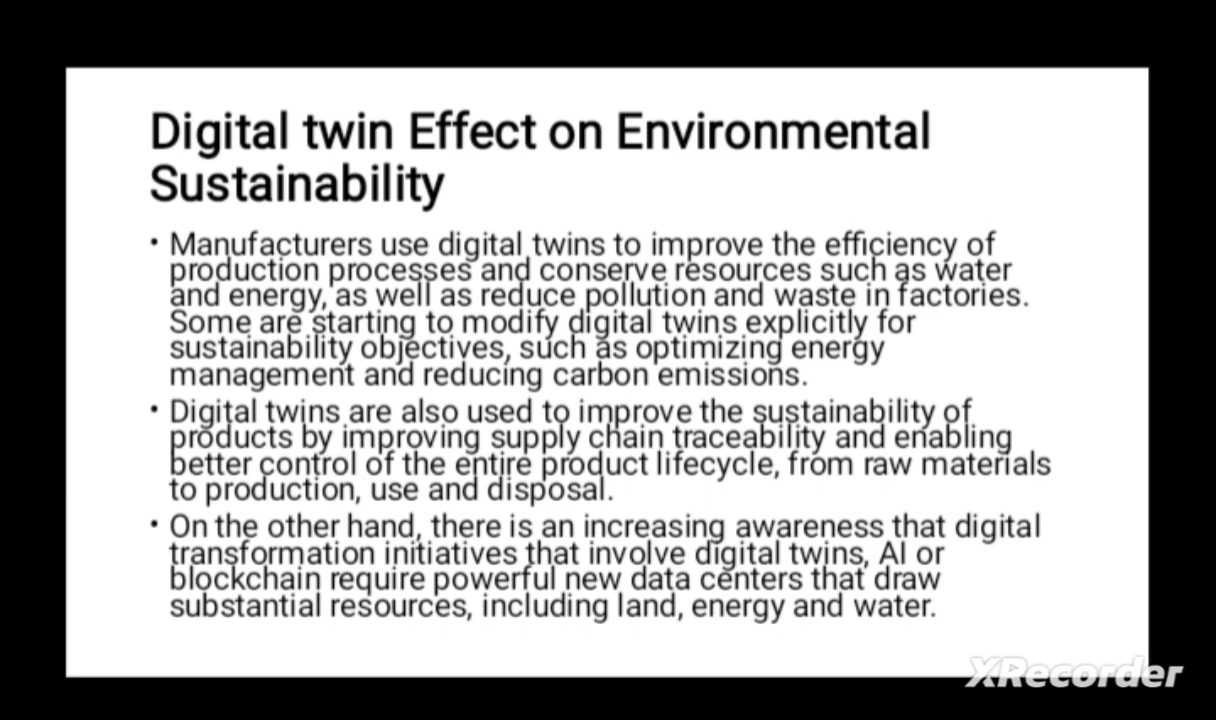 Digital twin Effect on Environmental
Sustainability
• Manufacturers use digital twins to improve the efficiency of
production processes and conserve resources such as water
and energy, as well as reduce pollution and waste in factories.
Some are starting to modify digital twins explicitly for
sustainability objectives, such as optimizing energy
management and reducing carbon emissions.
• Digital twins are also used to improve the sustainability of
products by improving supply chain traceability and enabling
better control of the entire product lifecycle, from raw materials
to production, use and disposal.
• On the other hand, there is an increasing awareness that digital
transformation initiatives that involve digital twins, AI or
blockchain require powerful new data centers that draw
substantial resources, including land, energy and water.
XRecorder